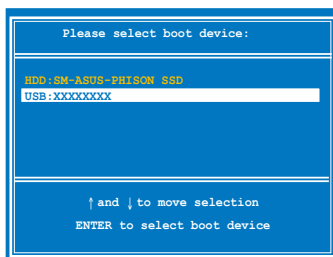 Please select boot device:
HDD:SM-ASUS-PHISON SSD
USB:XXXXXXXX
↑ and ↓ to move selection
ENTER to select boot device